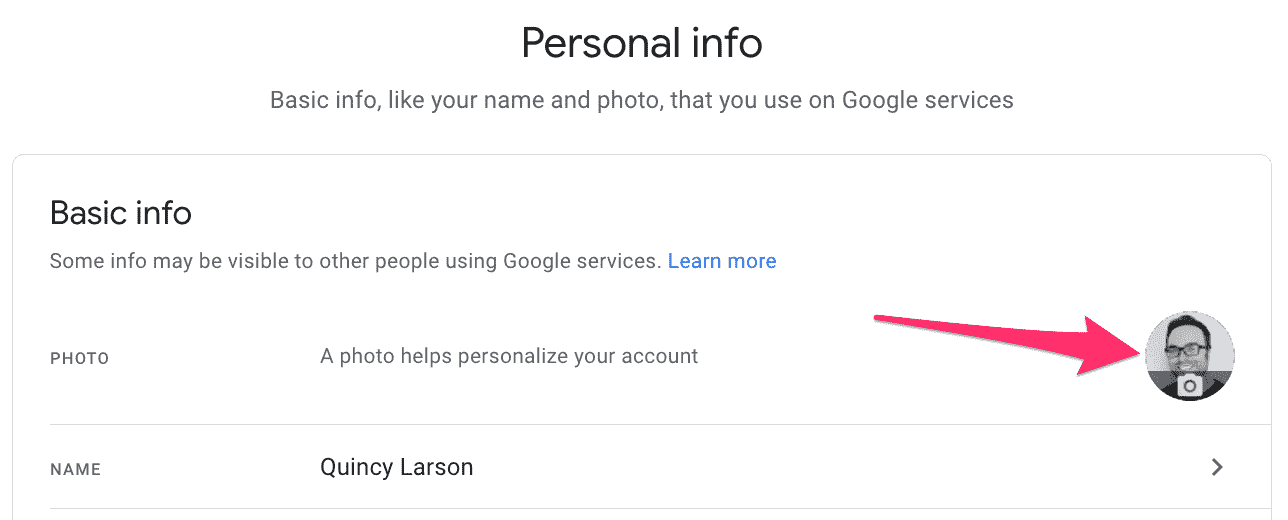 Personal info
Basic info, like your name and photo, that you use on Google services
Basic info
Some info may be visible to other people using Google services. Learn more
PHOTO A photo helps personalize your account
NAME Quincy Larson